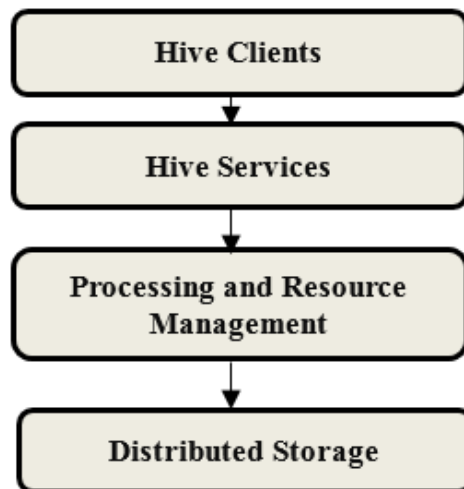 Hive Clients
Hive Services
Processing and Resource
Management
Distributed Storage